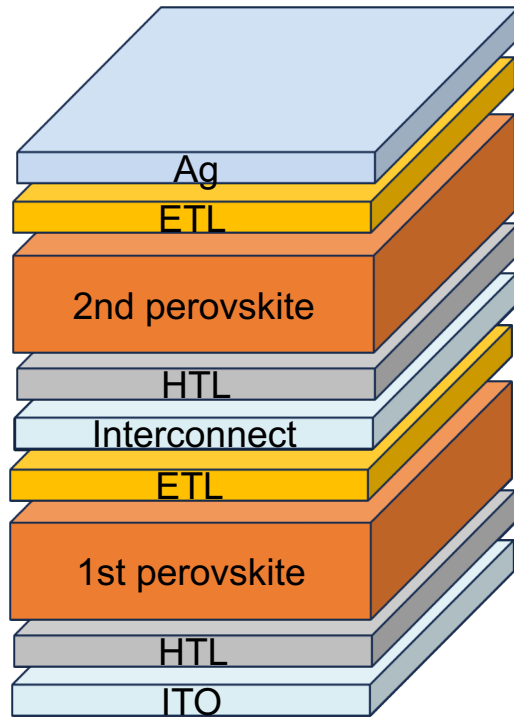 Ag
ETL
2nd perovskite
HTL
Interconnect
ETL
1st perovskite
HTL
ITO